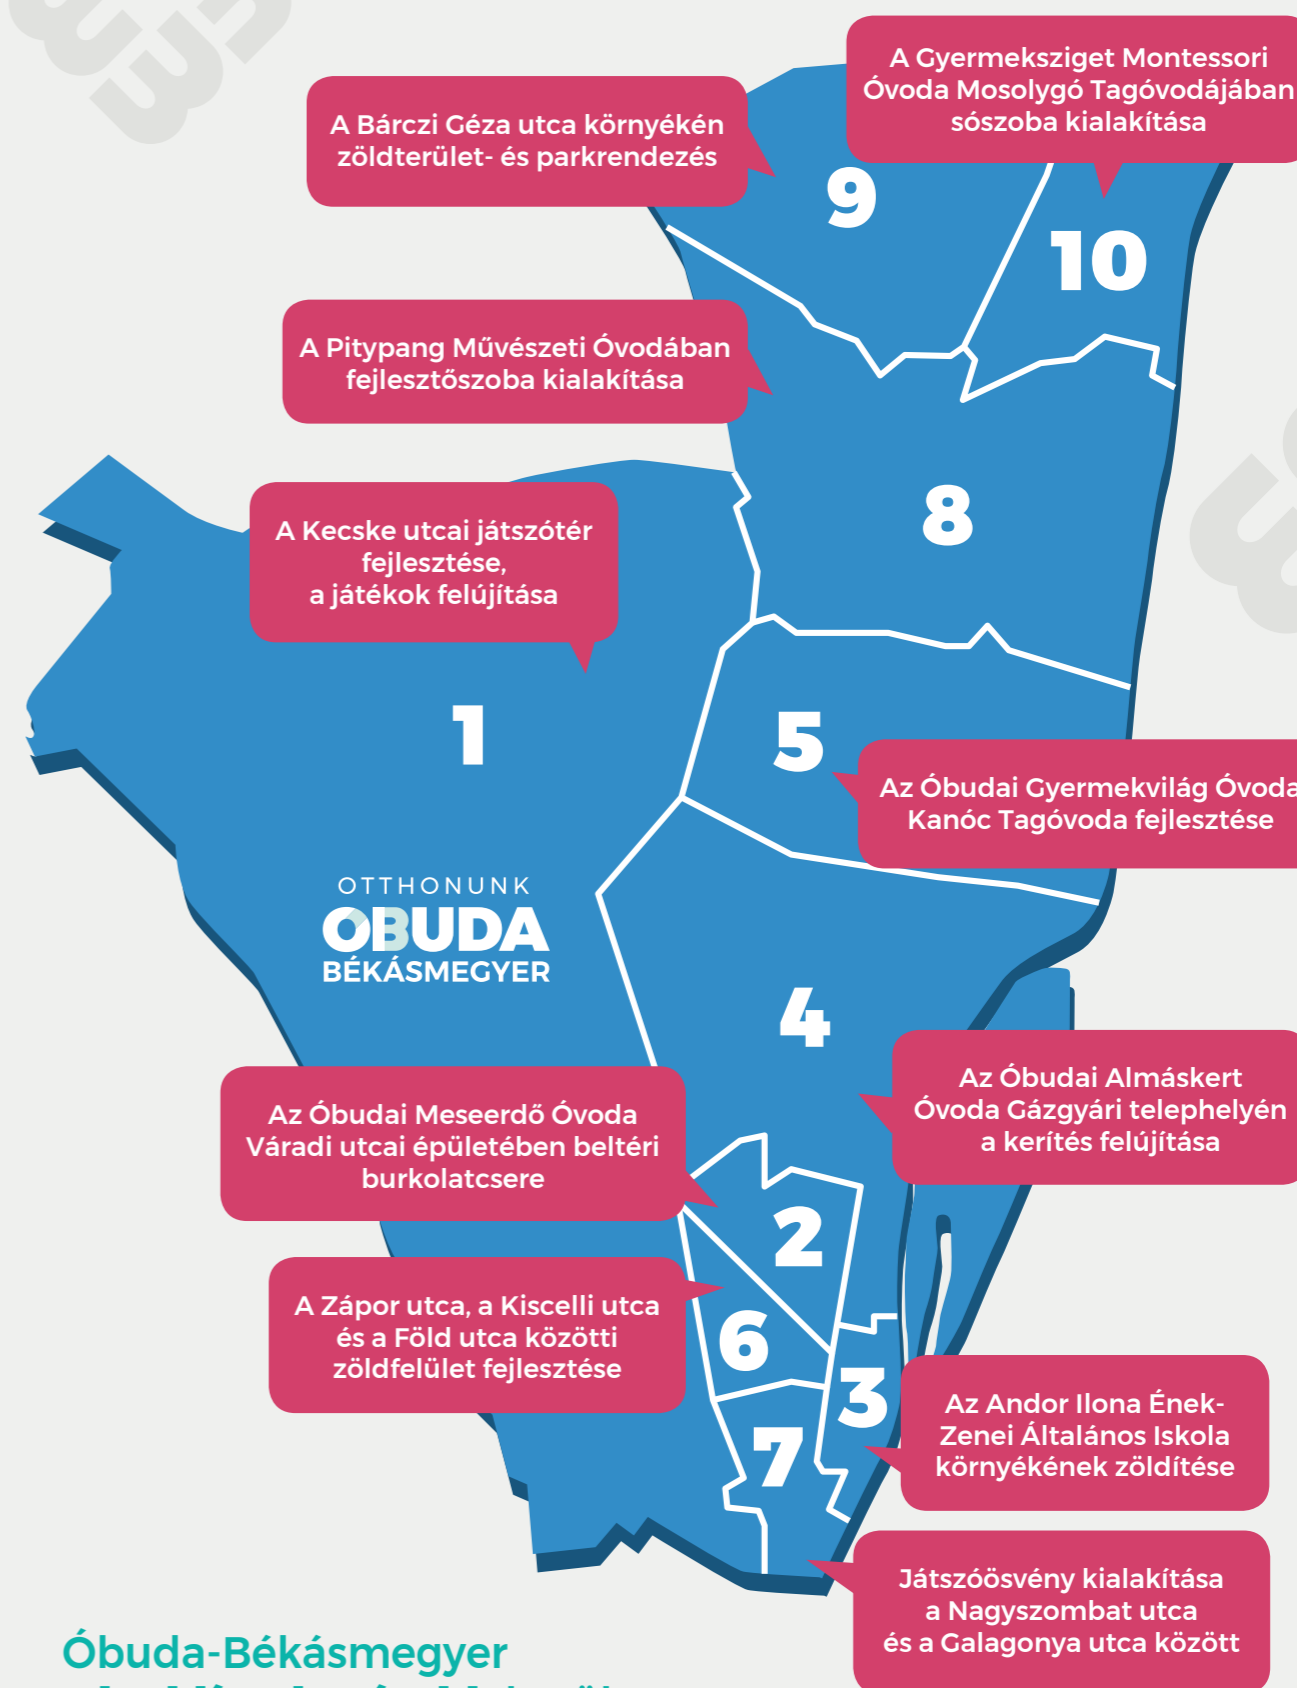 A Gyermeksziget Montessori
Óvoda Mosolygó Tagóvodájában
sószoba kialakítása
A Bárczi Géza utca környékén
zöldterület- és parkrendezés
9
10
A Pitypang Művészeti Óvodában
fejlesztőszoba kialakítása
8
A Kecske utcai játszótér
fejlesztése,
a játékok felújítása
1
5
Az Óbudai Gyermekvilág Óvoda
Kanóc Tagóvoda fejlesztése
OTTHONUNK
OBUDA
BÉKÁSMEGYER
4
Az Óbudai Almáskert
Óvoda Gázgyári telephelyén
a kerítés felújítása
Az Óbudai Meseerdő Óvoda
Váradi utcai épületében beltéri
burkolatcsere
2
A Zápor utca, a Kiscelli utca
és a Föld utca közötti
zöldfelület fejlesztése
6
3
Az Andor Ilona Ének-
Zenei Általános Iskola
környékének zöldítése
7
Játszóösvény kialakítása
a Nagyszombat utca
és a Galagonya utca között
Óbuda-Békásmegyer